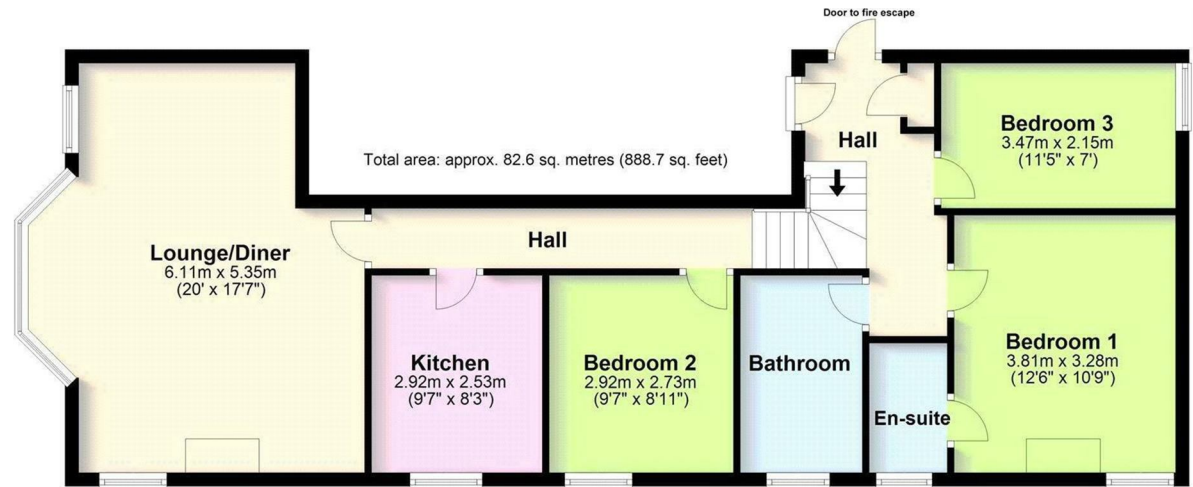 Door to fire escape
Bedroom 3
3.47m x 2.15m
(11'5" x 7')
Hall
Total area: approx. 82.6 sq. metres (888.7 sq. feet)
Lounge/Diner
6.11m x 5.35m
(20' x 17'7")
Hall
Kitchen
2.92m x 2.53m
(9'7" x 8'3")
Bedroom 2
2.92m x 2.73m
(9'7" x 8'11")
Bathroom
Bedroom 1
3.81m x 3.28m
(12'6" x 10'9")
En-suite